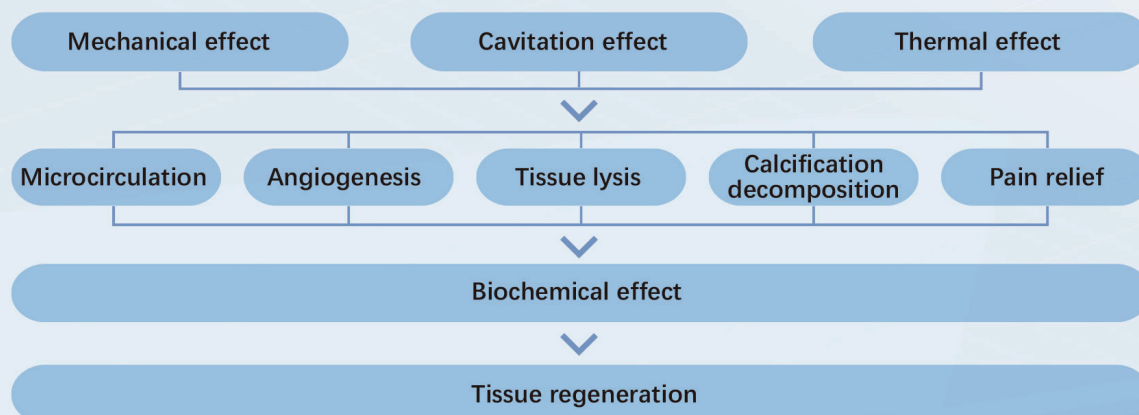 Mechanical effect
Cavitation effect
Thermal effect
Microcirculation
Angiogenesis
Tissue lysis
Calcification
decomposition
Pain relief
Biochemical effect
Tissue regeneration